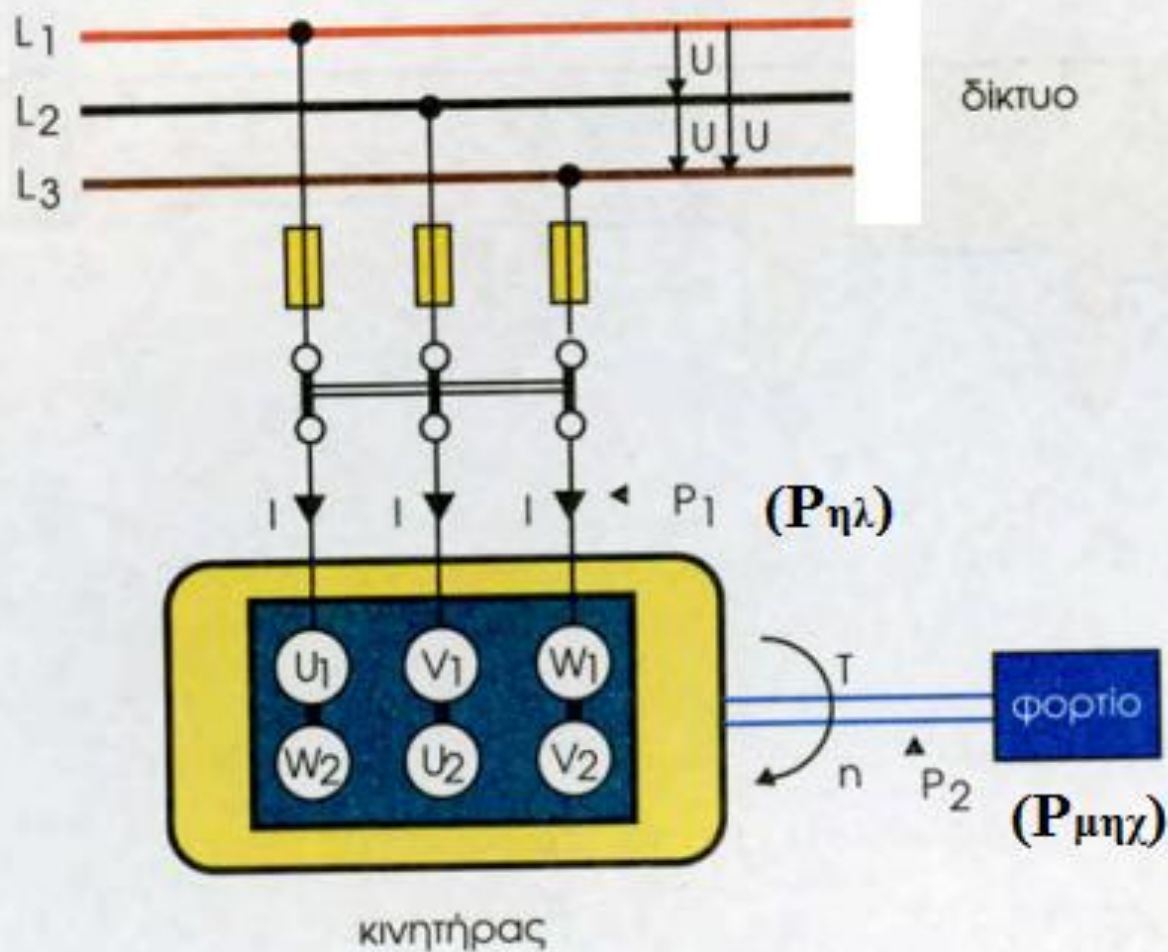 L1
U
L2
δίκτυο
U U
L3
I I I P1 (Pηλ)
U1 V1 W1
T
φορτίο
W2 U2 V2
n P2
(Pμηχ)
κινητήρας